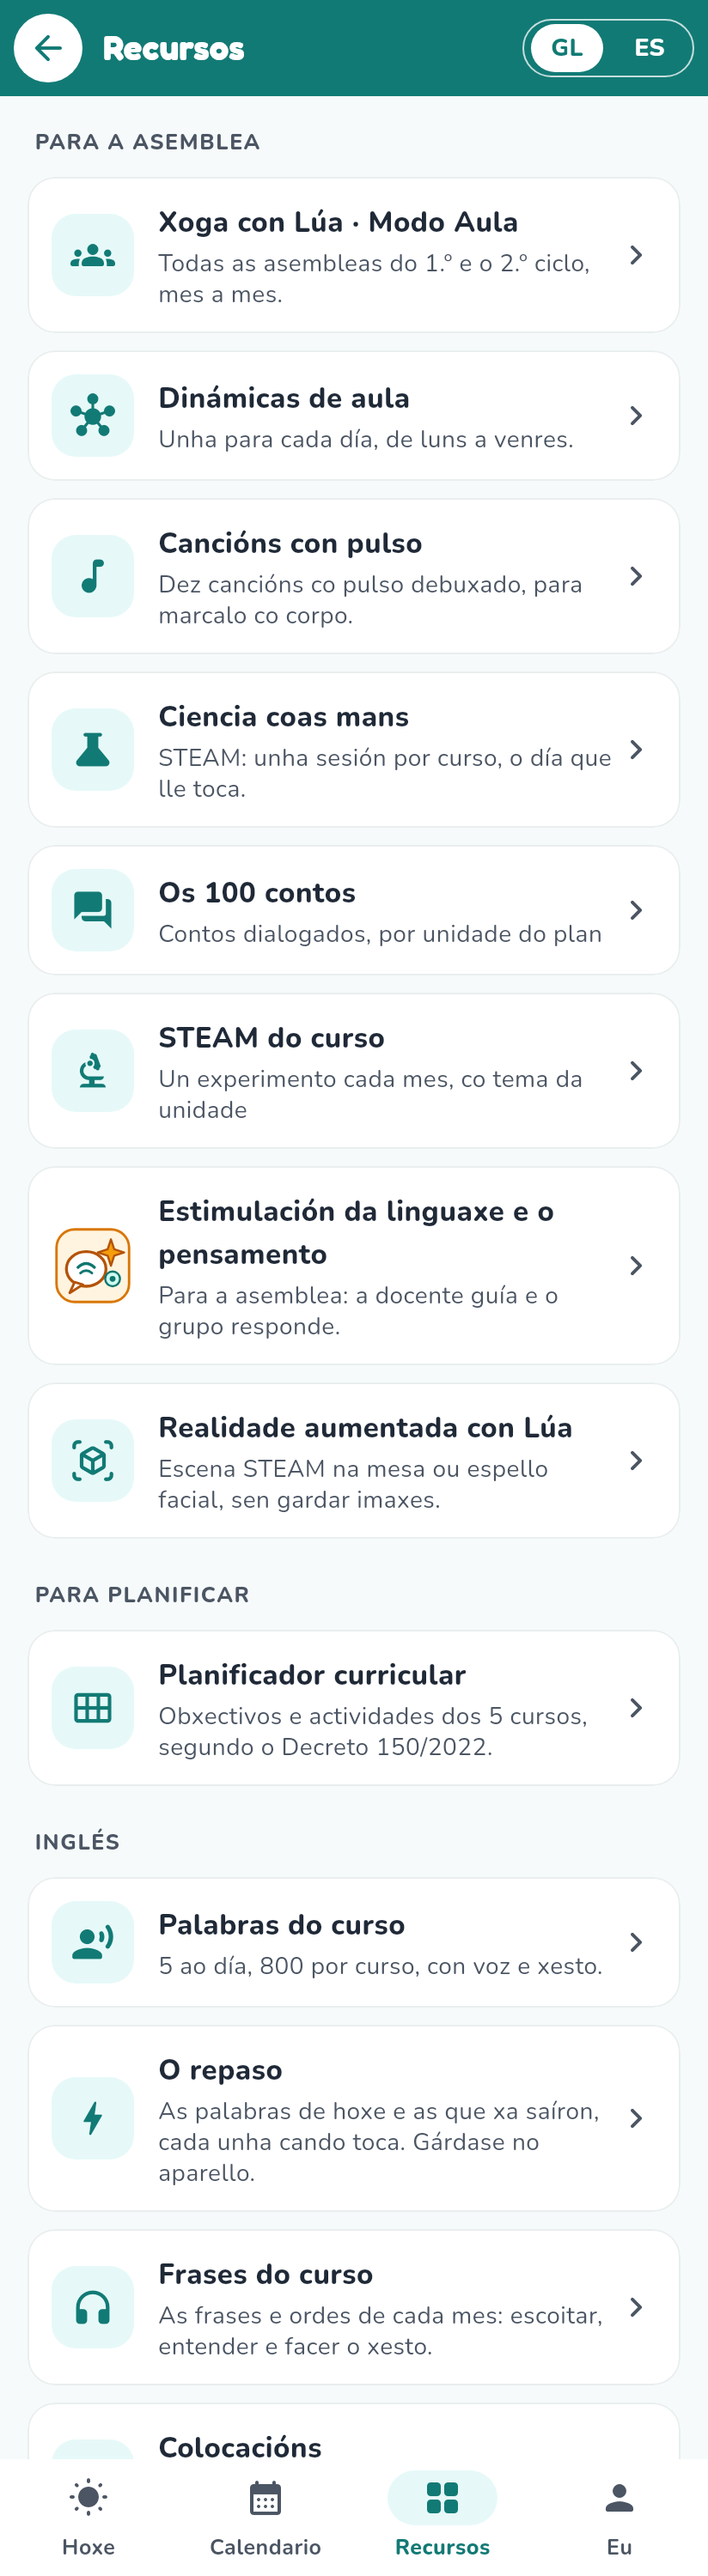 Recursos
GL
ES
PARA A ASEMBLEA
Xoga con Lúa · Modo Aula
Todas as asembleas do 1.º e o 2.º ciclo,
mes a mes.
Dinámicas de aula
Unha para cada día, de luns a venres.
Cancións con pulso
Dez cancións co pulso debuxado, para
marcalo co corpo.
Ciencia coas mans
STEAM: unha sesión por curso, o día que
lle toca.
Os 100 contos
Contos dialogados, por unidade do plan
STEAM do curso
Un experimento cada mes, co tema da
unidade
Estimulación da linguaxe e o
pensamento
Para a asemblea: a docente guía e o
grupo responde.
Realidade aumentada con Lúa
Escena STEAM na mesa ou espello
facial, sen gardar imaxes.
PARA PLANIFICAR
Planificador curricular
Obxectivos e actividades dos 5 cursos,
segundo o Decreto 150/2022.
INGLÉS
Palabras do curso
5 ao día, 800 por curso, con voz e xesto.
O repaso
As palabras de hoxe e as que xa saíron,
cada unha cando toca. Gárdase no
aparello.
Frases do curso
As frases e ordes de cada mes: escoitar,
entender e facer o xesto.
Colocacións
Hoxe
Calendario
Recursos
Eu